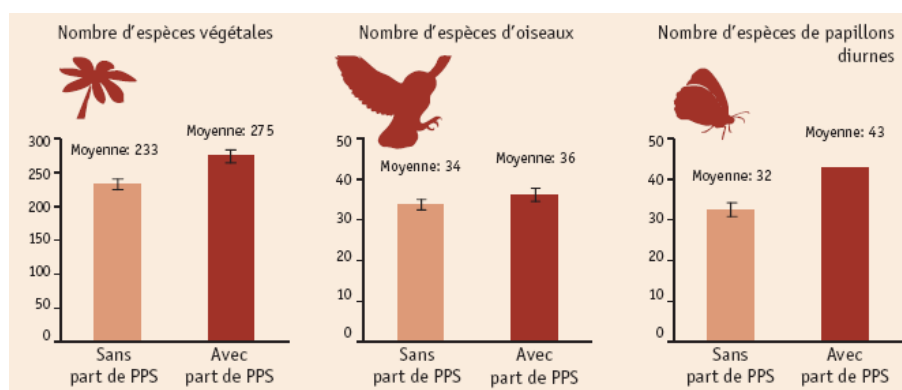 Nombre d'espèces végétales
300
250
200
150
100
50
0
Moyenne: 233
Moyenne: 275
Sans
part de PPS
Avec
part de PPS
Nombre d'espèces d'oiseaux
50
40
30
20
10
0
Moyenne: 34
Moyenne: 36
Sans
part de PPS
Avec
part de PPS
Nombre d'espèces de papillons
diurnes
50
40
30
20
10
0
Moyenne: 32
Moyenne: 43
Sans
part de PPS
Avec
part de PPS